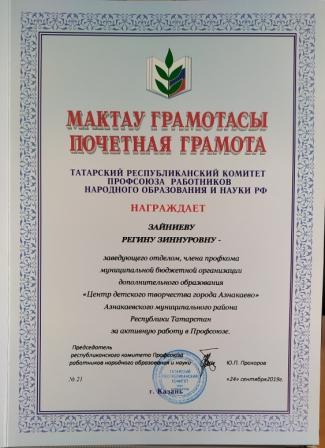 МАКТАУ ГРАМОТАСЫ
ПОЧЕТНАЯ ГРАМОТА
ТАТАРСКИЙ РЕСПУБЛИКАНСКИЙ КОМИТЕТ
ПРОФСОЮЗА РАБОТНИКОВ
НАРОДНОГО ОБРАЗОВАНИЯ И НАУКИ РФ
НАГРАЖДАЕТ
ЗАЙНИЕВУ
РЕГИНУ ЗИННУРОВНУ -
заведующего отделом, члена профкома
муниципальной бюджетной организации
дополнительного образования
«Центр детского творчества города Азнакаево»
Азнакаевского муниципального района
Республики Татарстан
за активную работу в Профсоюзе.
Председатель
республиканского комитета Профсоюза
работников народного образования и науки Ю.П. Прохоров
№ 21 «24» сентября 2019г.
г. Казань